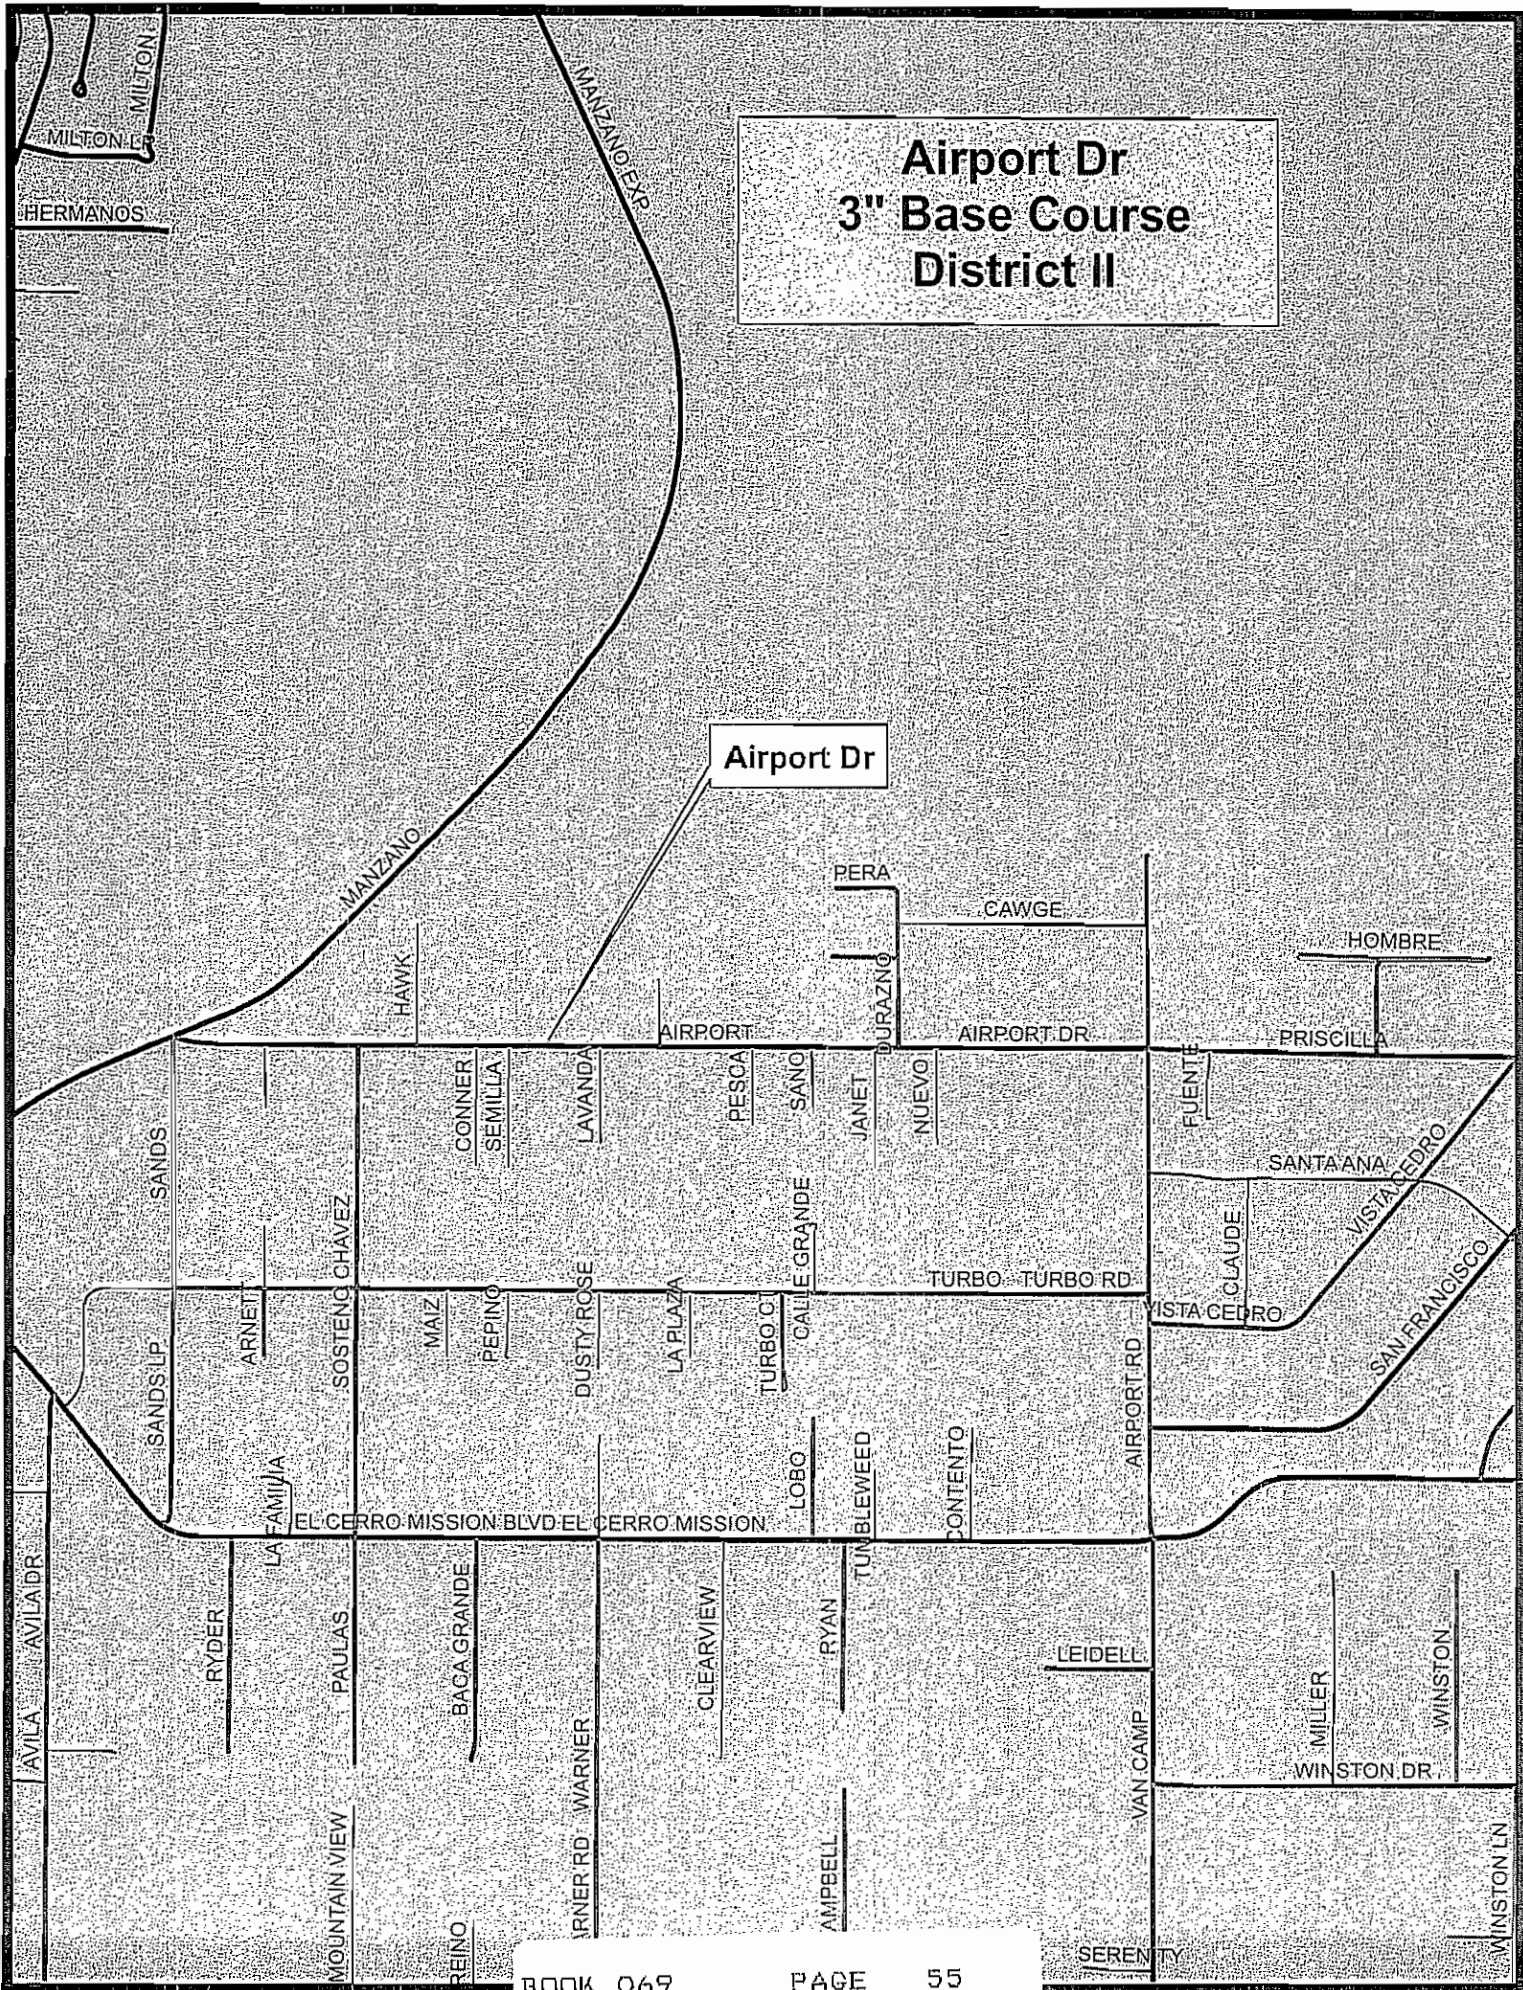 MILTON
MILTON LP
HERMANOS
MANZANO EXP
Airport Dr
3" Base Course
District II
Airport Dr
MANZANO
PERA
CAWGE
HOMBRE
HAWK
DURAZNO
AIRPORT
AIRPORT DR
PRISCILLA
CONNER
SEMILLA
LAVANDA
PESCA
SANO
JANET
NUEVO
FUENTE
SANDS
SANTA ANA
VISTA CEDRO
SOSTENC CHAVEZ
CALLE GRANDE
CLAUDE
SAN FRANCISCO
TURBO TURBO RD
VISTA CEDRO
ARNETT
MAIZ
PEPINO
DUSTY ROSE
LA PLAZA
TURBO CT
AIRPORT RD
SANDS LP
LA FAMILIA
LOBO
TUMBLEWEED
CONTENTO
EL CERRO MISSION BLVD EL CERRO MISSION
AVILA DR
RYDER
PAULAS
BACA GRANDE
CLEARVIEW
RYAN
LEIDELL
MILLER
WINSTON
AVILA
WARNER
VAN CAMP
WINSTON DR
MOUNTAIN VIEW
REINO
ARNER RD
AMPBELL
SERENITY
WINSTON LN
BOOK 069 PAGE 55